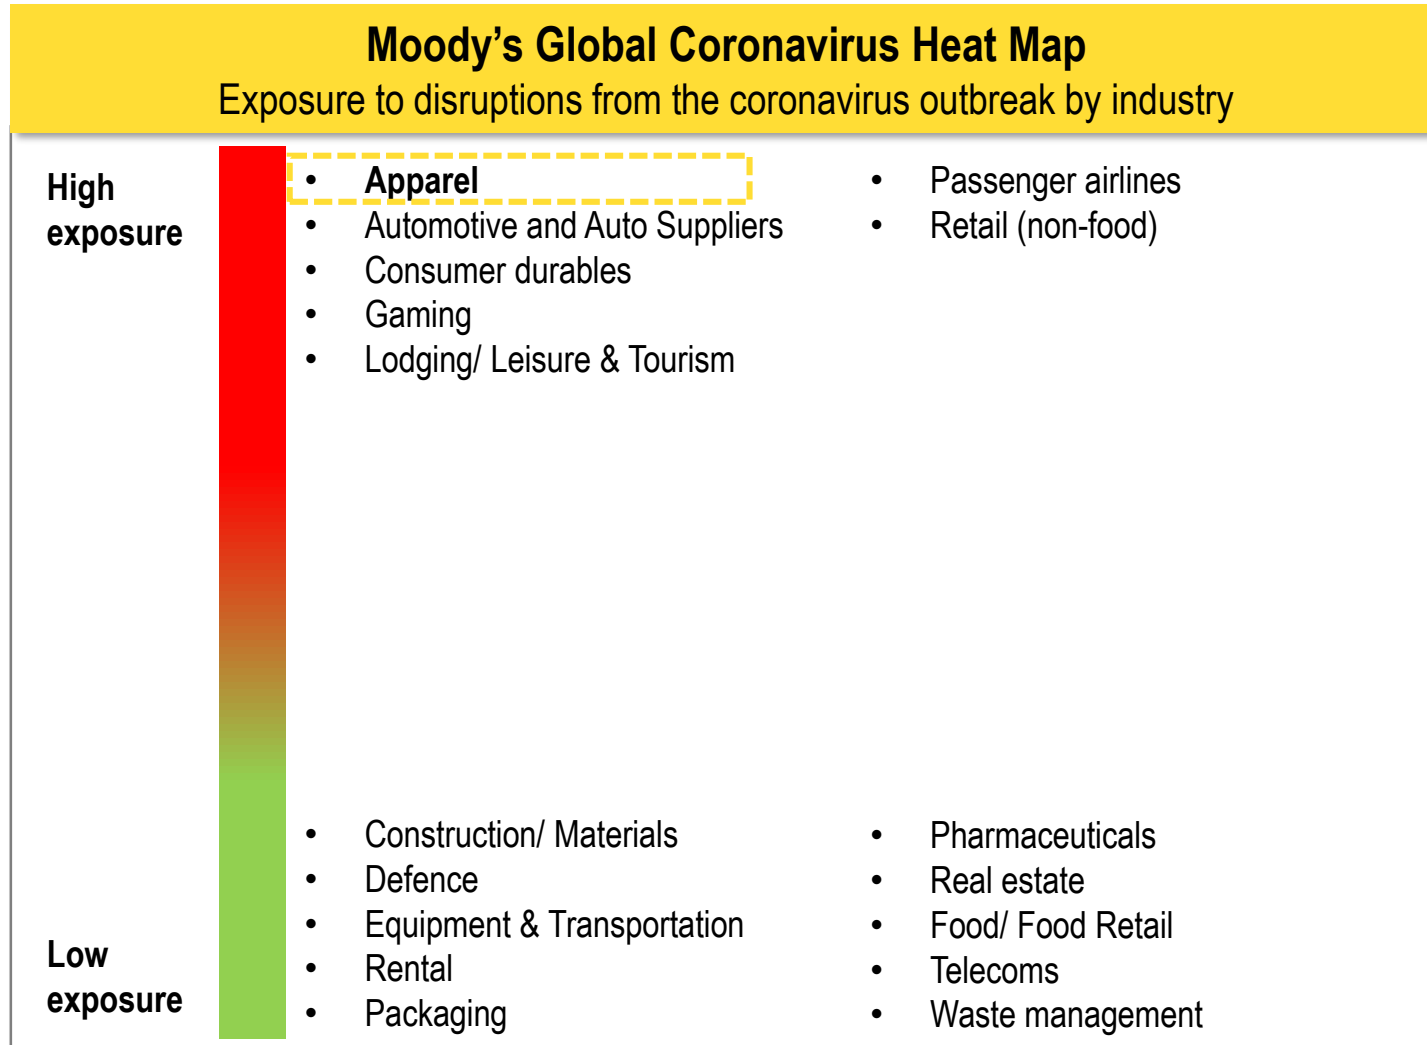 Moody’s Global Coronavirus Heat Map
Exposure to disruptions from the coronavirus outbreak by industry
High
exposure
• Apparel
• Automotive and Auto Suppliers
• Consumer durables
• Gaming
• Lodging/ Leisure & Tourism
• Passenger airlines
• Retail (non-food)
Low
exposure
• Construction/ Materials
• Defence
• Equipment & Transportation
• Rental
• Packaging
• Pharmaceuticals
• Real estate
• Food/ Food Retail
• Telecoms
• Waste management